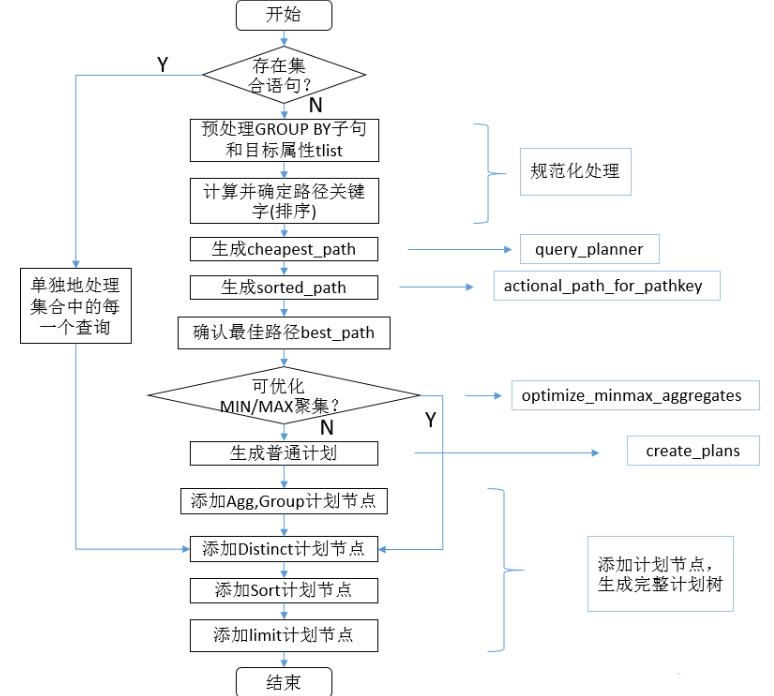 开始
存在集
合语句？
Y
N
预处理GROUP BY子句
和目标属性tlist
规范化处理
计算并确定路径关键
字(排序)
生成cheapest_path
query_planner
单独地处理
集合中的每
一个查询
生成sorted_path
actional_path_for_pathkey
确认最佳路径best_path
可优化
MIN/MAX聚集？
optimize_minmax_aggregates
N
Y
生成普通计划
create_plans
添加Agg,Group计划节点
添加Distinct计划节点
添加计划节点，
生成完整计划树
添加Sort计划节点
添加limit计划节点
结束